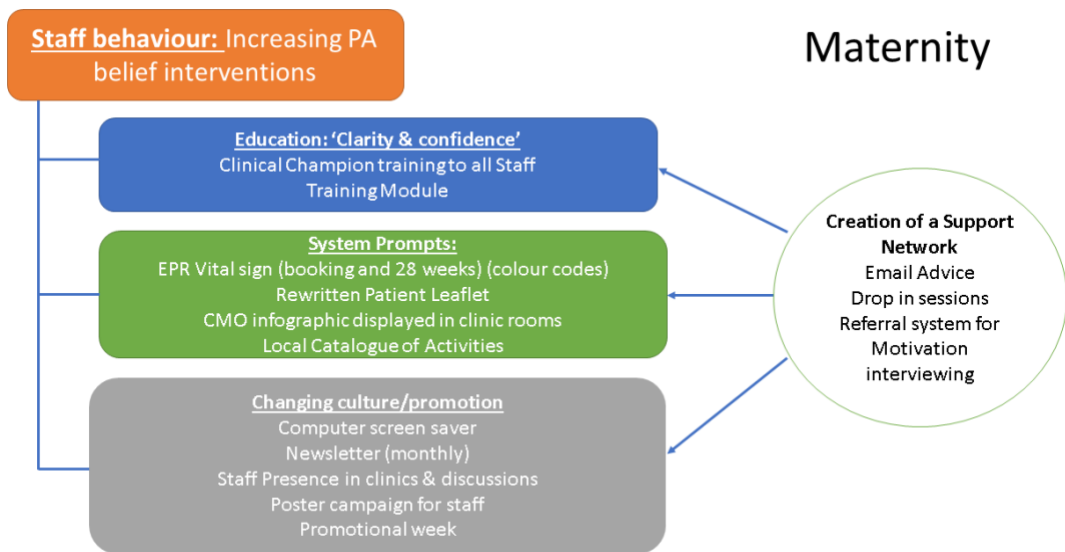 Staff behaviour: Increasing PA
belief interventions
Maternity
Education: 'Clarity & confidence'
Clinical Champion training to all Staff
Training Module
System Prompts:
EPR Vital sign (booking and 28 weeks) (colour codes)
Rewritten Patient Leaflet
CMO infographic displayed in clinic rooms
Local Catalogue of Activities
Changing culture/promotion
Computer screen saver
Newsletter (monthly)
Staff Presence in clinics & discussions
Poster campaign for staff
Promotional week
Creation of a Support
Network
Email Advice
Drop in sessions
Referral system for
Motivation
interviewing